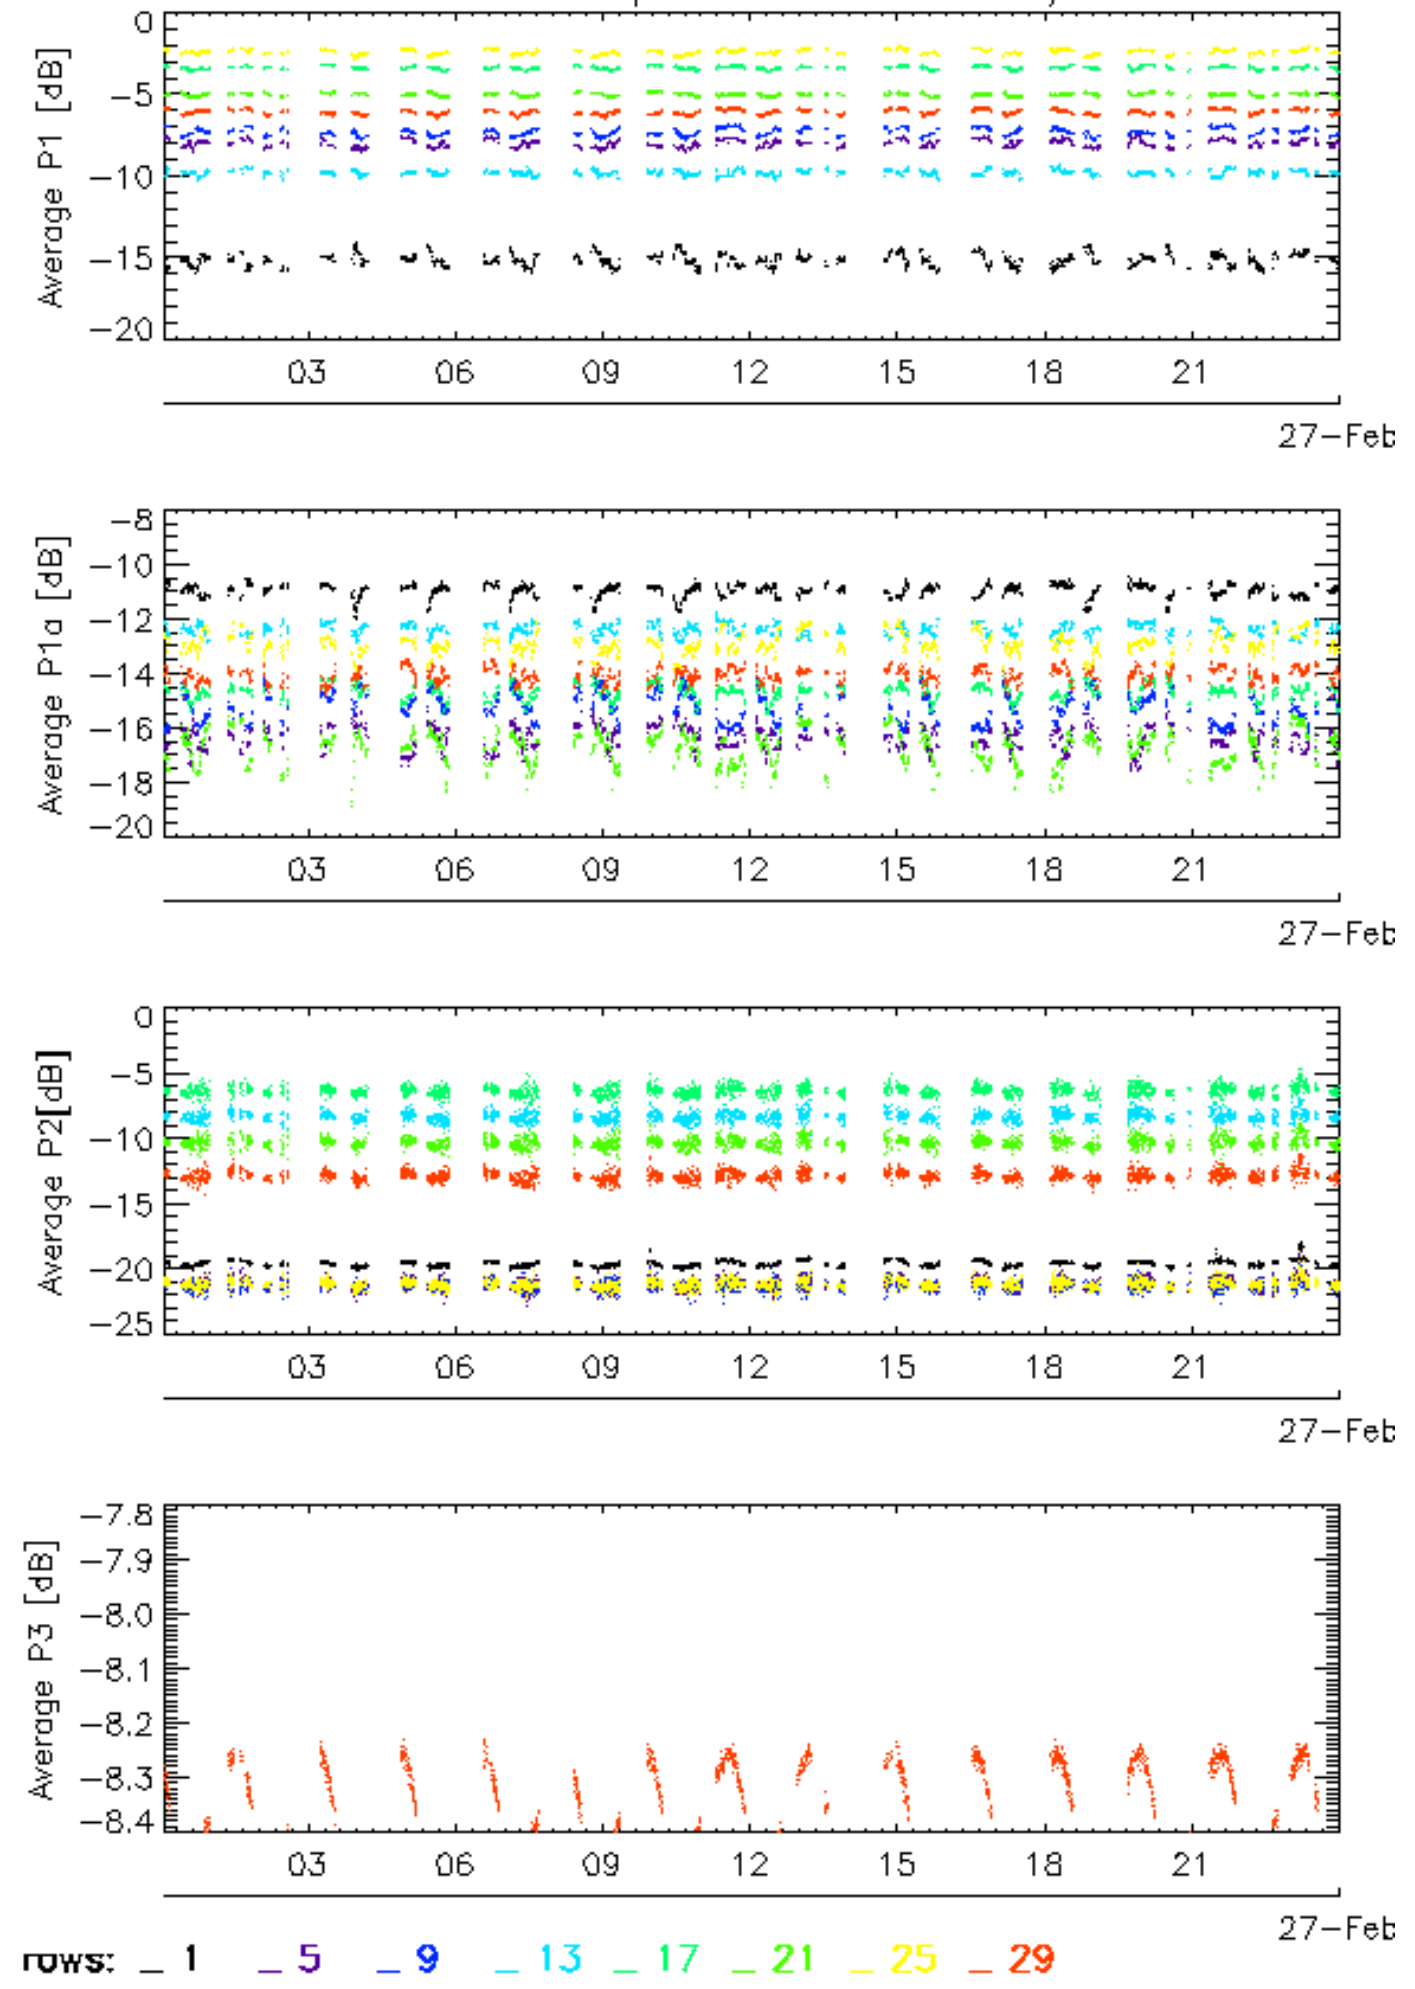 0
−5
−10
−15
−20
Average P1 [dB]
03 06 09 12 15 18 21
27−Feb
−8
−10
−12
−14
−16
−18
−20
Average P1a [dB]
03 06 09 12 15 18 21
27−Feb
0
−5
−10
−15
−20
−25
Average P2[dB]
03 06 09 12 15 18 21
27−Feb
−7.8
−7.9
−8.0
−8.1
−8.2
−8.3
−8.4
Average P3 [dB]
03 06 09 12 15 18 21
27−Feb
rows: _ 1 _ 5 _ 9 _ 13 _ 17 _ 21 _ 25 _ 29